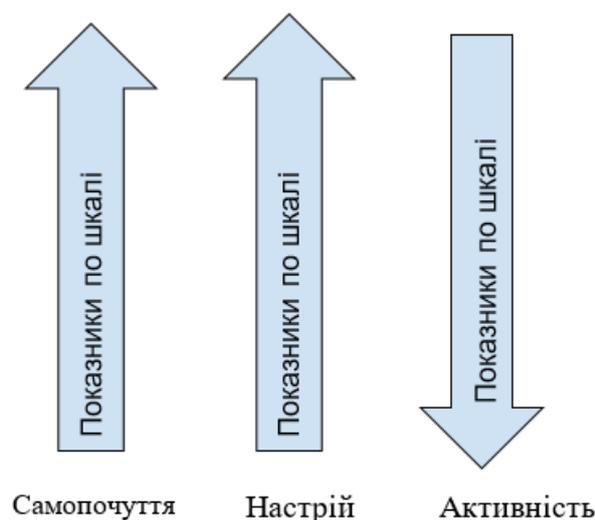 Показники по шкалі
Показники по шкалі
Показники по шкалі
Самопочуття
Настрій
Активність